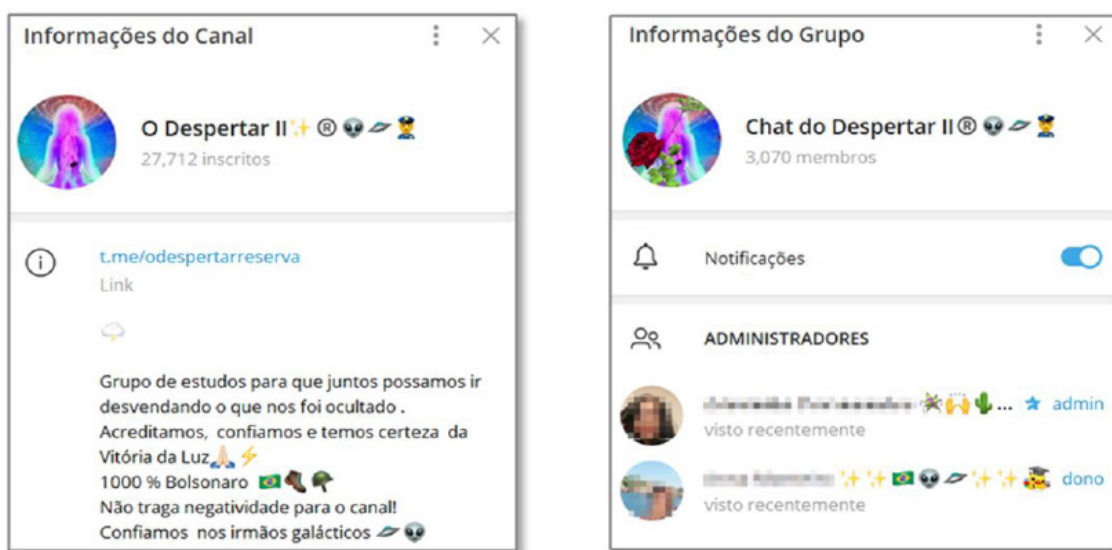 Informações do Canal
O Despertar II✨®👽🛸👮
27,712 inscritos
t.me/odespertarreserva
Link
🌩
Grupo de estudos para que juntos possamos ir
desvendando o que nos foi ocultado .
Acreditamos, confiamos e temos certeza da
Vitória da Luz🙏🏻⚡
1000 % Bolsonaro 🇧🇷🥾🪖
Não traga negatividade para o canal!
Confiamos nos irmãos galácticos 🛸👽
Informações do Grupo
Chat do Despertar II®👽🛸👮
3,070 membros
Notificações
ADMINISTRADORES
... admin
visto recentemente
dono
visto recentemente